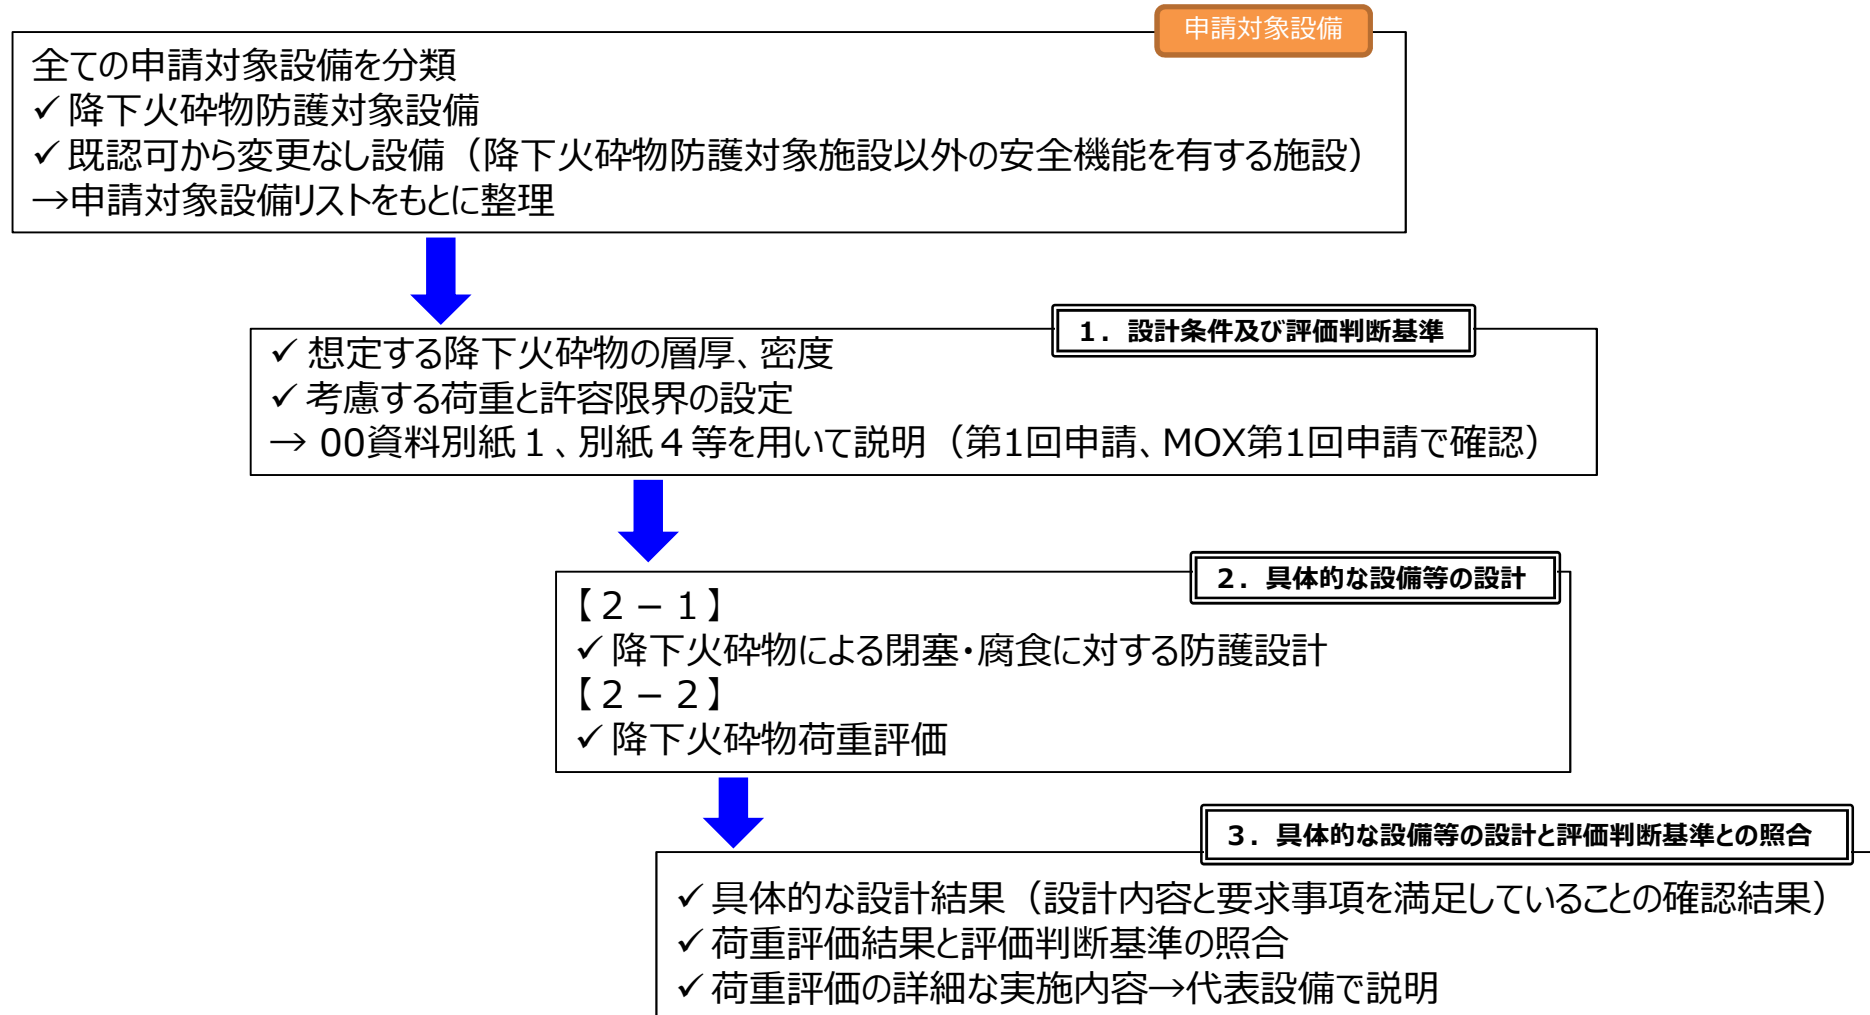 申請対象設備
全ての申請対象設備を分類
✓降下火砕物防護対象設備
✓既認可から変更なし設備（降下火砕物防護対象施設以外の安全機能を有する施設）
→申請対象設備リストをもとに整理
１．設計条件及び評価判断基準
✓想定する降下火砕物の層厚、密度
✓考慮する荷重と許容限界の設定
→ 00資料別紙１、別紙４等を用いて説明（第1回申請、MOX第1回申請で確認）
２．具体的な設備等の設計
【２－１】
✓降下火砕物による閉塞・腐食に対する防護設計
【２－２】
✓降下火砕物荷重評価
３．具体的な設備等の設計と評価判断基準との照合
✓具体的な設計結果（設計内容と要求事項を満足していることの確認結果）
✓荷重評価結果と評価判断基準の照合
✓荷重評価の詳細な実施内容→代表設備で説明